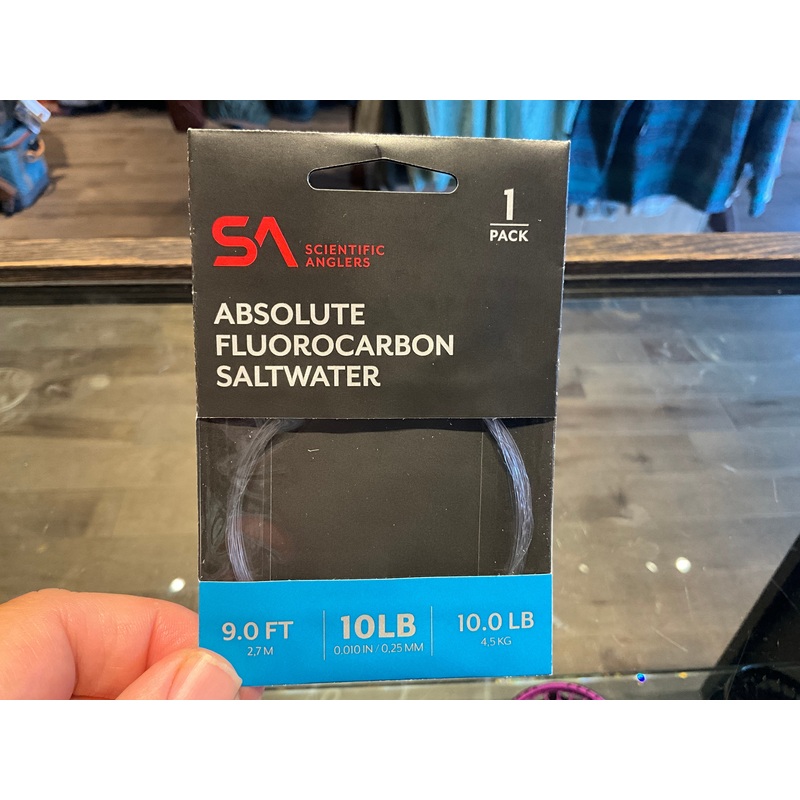 1
PACK
SA SCIENTIFIC
ANGLERS
ABSOLUTE
FLUOROCARBON
SALTWATER
9.0 FT
2,7 M
10LB
0.010 IN / 0,25 MM
10.0 LB
4,5 KG